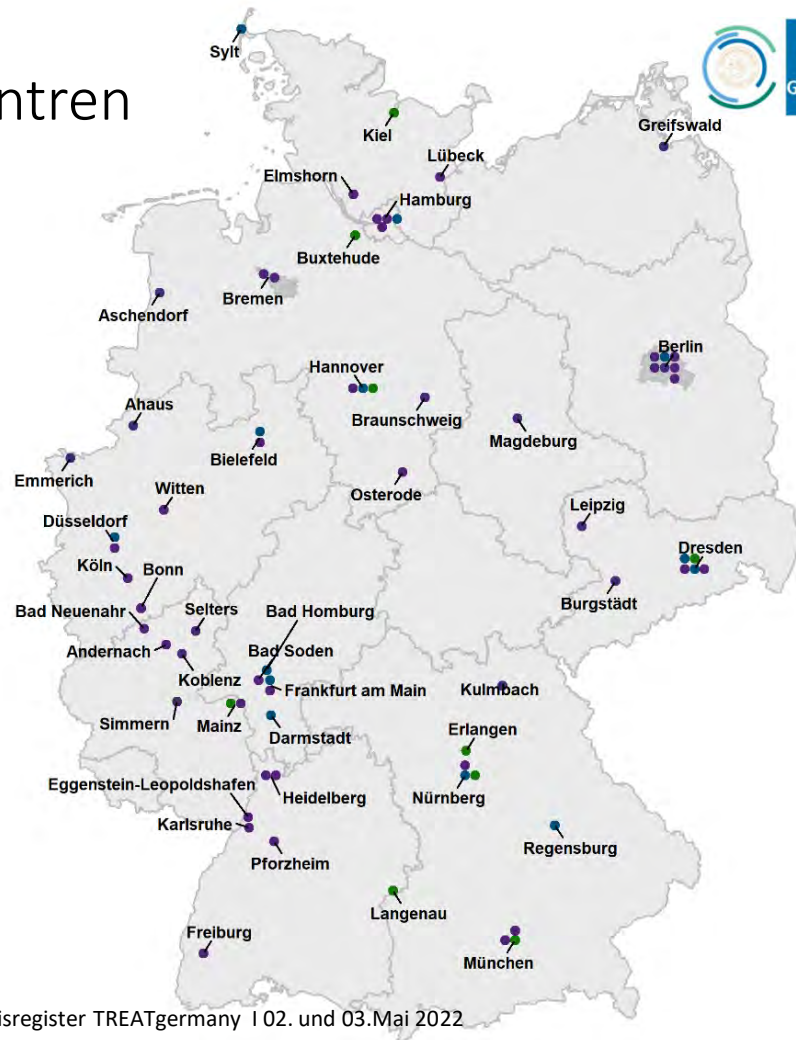 ntren
Sylt
Kiel
Greifswald
Lübeck
Elmshorn
Hamburg
Buxtehude
Bremen
Aschendorf
Berlin
Hannover
Braunschweig
Ahaus
Magdeburg
Bielefeld
Emmerich
Witten
Osterode
Leipzig
Düsseldorf
Dresden
Köln
Bonn
Burgstädt
Bad Neuenahr
Selters
Bad Homburg
Andernach
Bad Soden
Koblenz
Frankfurt am Main
Kulmbach
Simmern
Mainz
Darmstadt
Erlangen
Eggenstein-Leopoldshafen
Heidelberg
Nürnberg
Karlsruhe
Regensburg
Pforzheim
Langenau
Freiburg
München
isregister TREATgermany I 02. und 03.Mai 2022